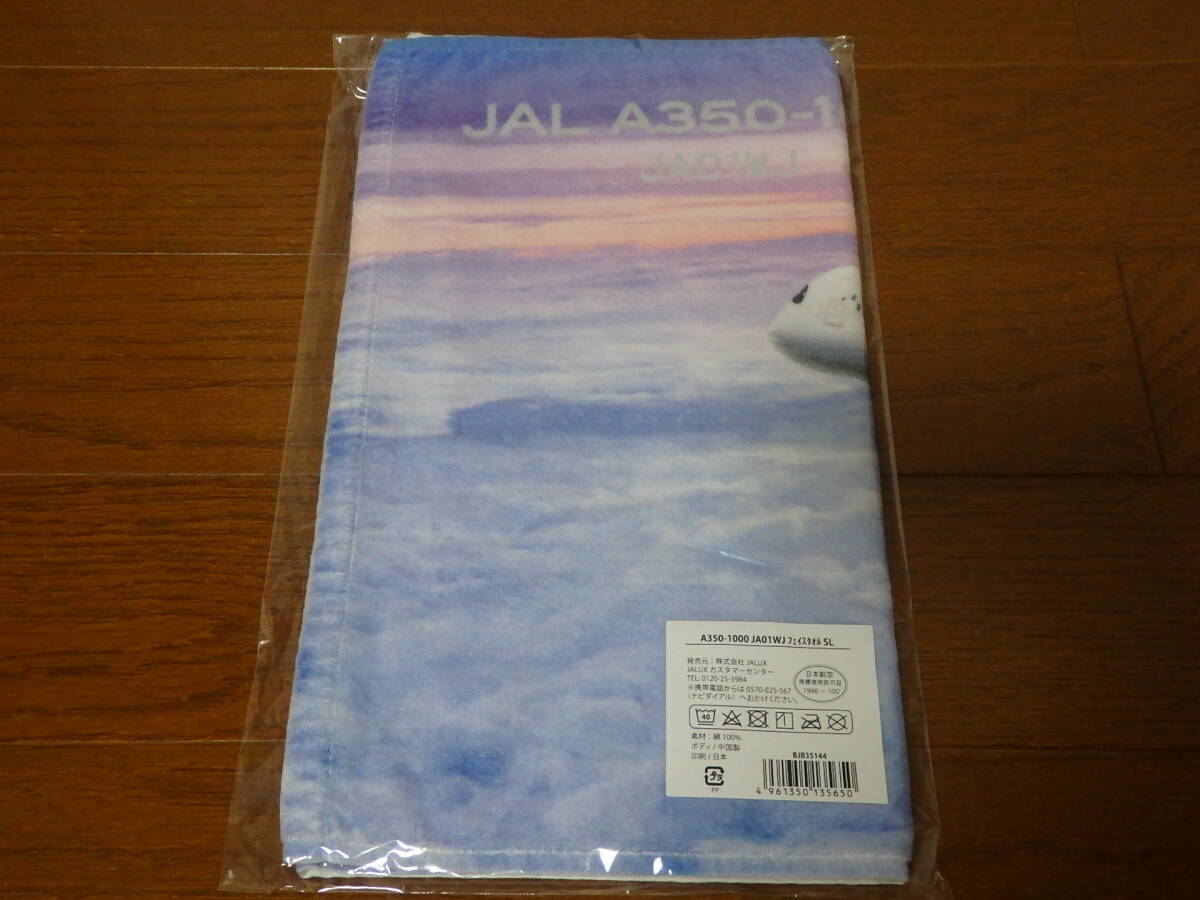 JAL A350-1
JA01WJ
A350-1000 JA01WJ フェイスタオル SL
発売元：株式会社 JALUX
JALUX カスタマーセンター
TEL:0120-25-3984
※携帯電話からは 0570-025-567
（ナビダイアル）へおかけください。
日本航空
商標使用許可証
1986 − 100
40
素材：綿 100%
ボディ / 中国製
印刷 / 日本
プラ
PP
BJB35144
4 961350 135650